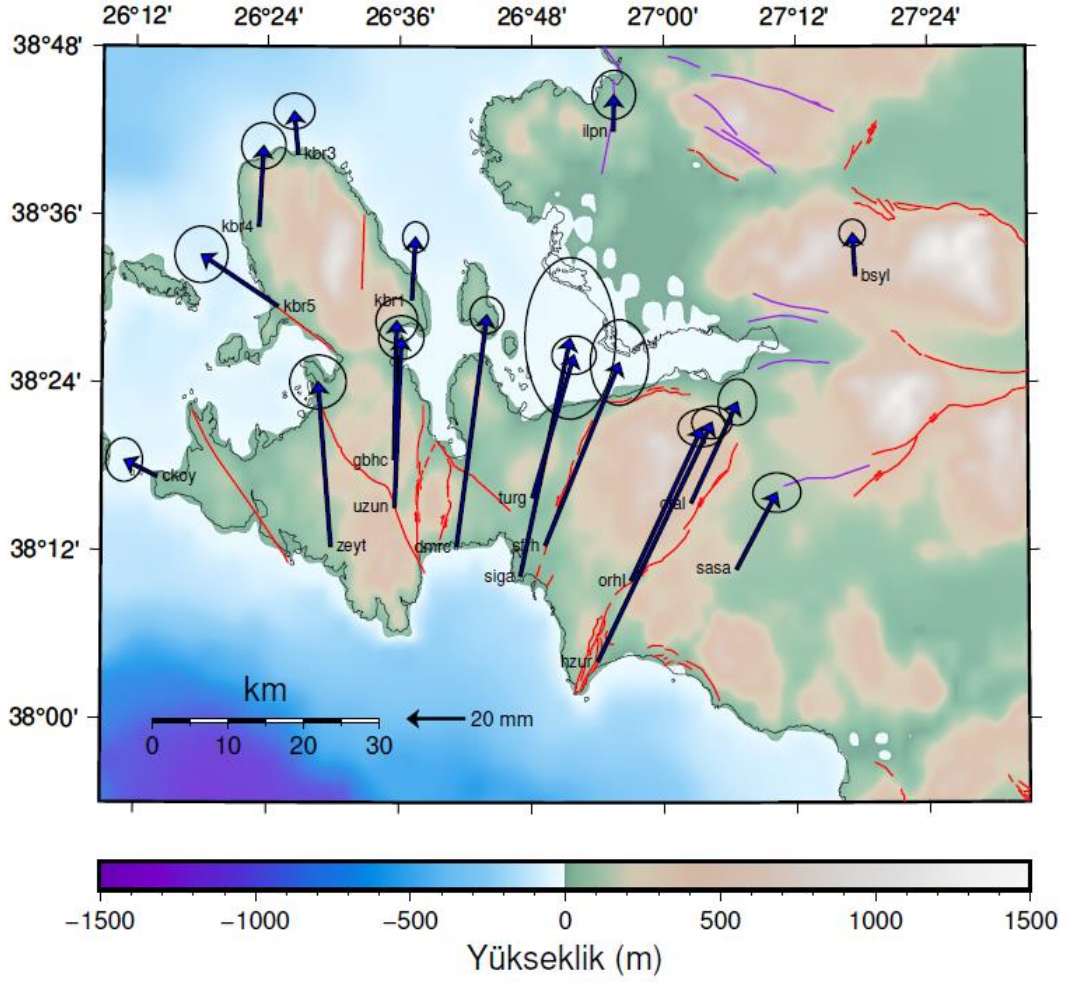 26°12' 26°24' 26°36' 26°48' 27°00' 27°12' 27°24'
38°48'
ilpn
kbr3
38°36'
kbr4
bsyl
kbr5
kbr1
38°24'
gbhc
ckoy
turg
uzun
38°12'
zeyt
dmrc
siga
orhl
sasa
hzur
km
38°00'
20 mm
0 10 20 30
−1500 −1000 −500 0 500 1000 1500
Yükseklik (m)